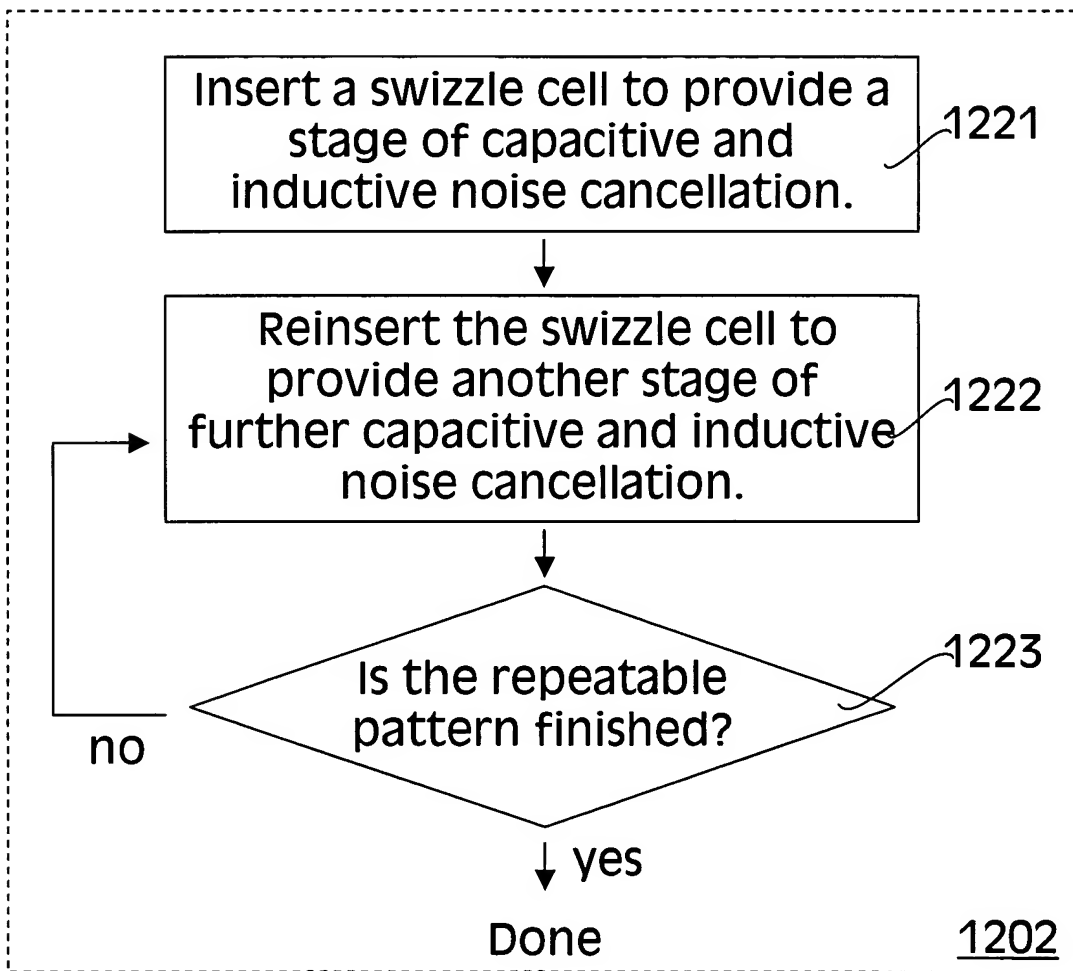 Insert a swizzle cell to provide a
stage of capacitive and
inductive noise cancellation.
1221
Reinsert the swizzle cell to
provide another stage of
further capacitive and inductive
noise cancellation.
1222
Is the repeatable
pattern finished?
1223
no
yes
Done
1202